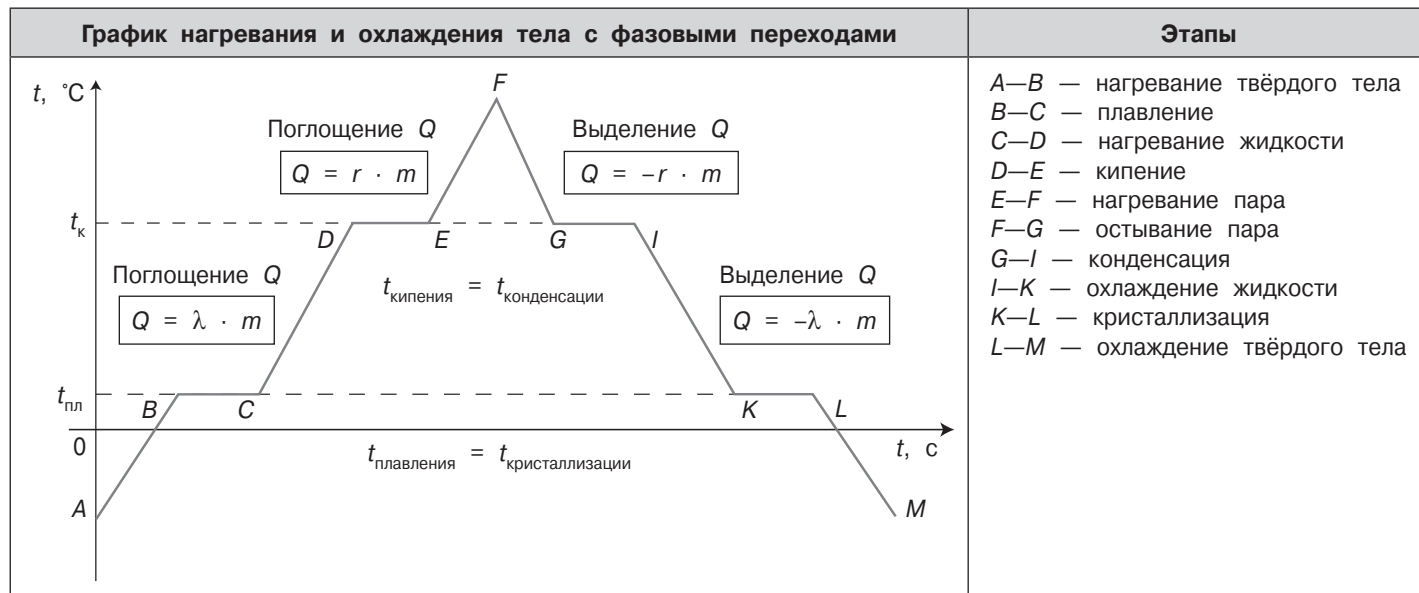 График нагревания и охлаждения тела с фазовыми переходами
Этапы
t, °C
F
Поглощение Q
Q = r · m
Выделение Q
Q = –r · m
tк
D
E
G
I
Поглощение Q
Q = λ · m
tкипения = tконденсации
Выделение Q
Q = –λ · m
tпл
B
C
K
L
0
tплавления = tкристаллизации
t, с
A
M
A—B — нагревание твёрдого тела
B—C — плавление
C—D — нагревание жидкости
D—E — кипение
E—F — нагревание пара
F—G — остывание пара
G—I — конденсация
I—K — охлаждение жидкости
K—L — кристаллизация
L—M — охлаждение твёрдого тела